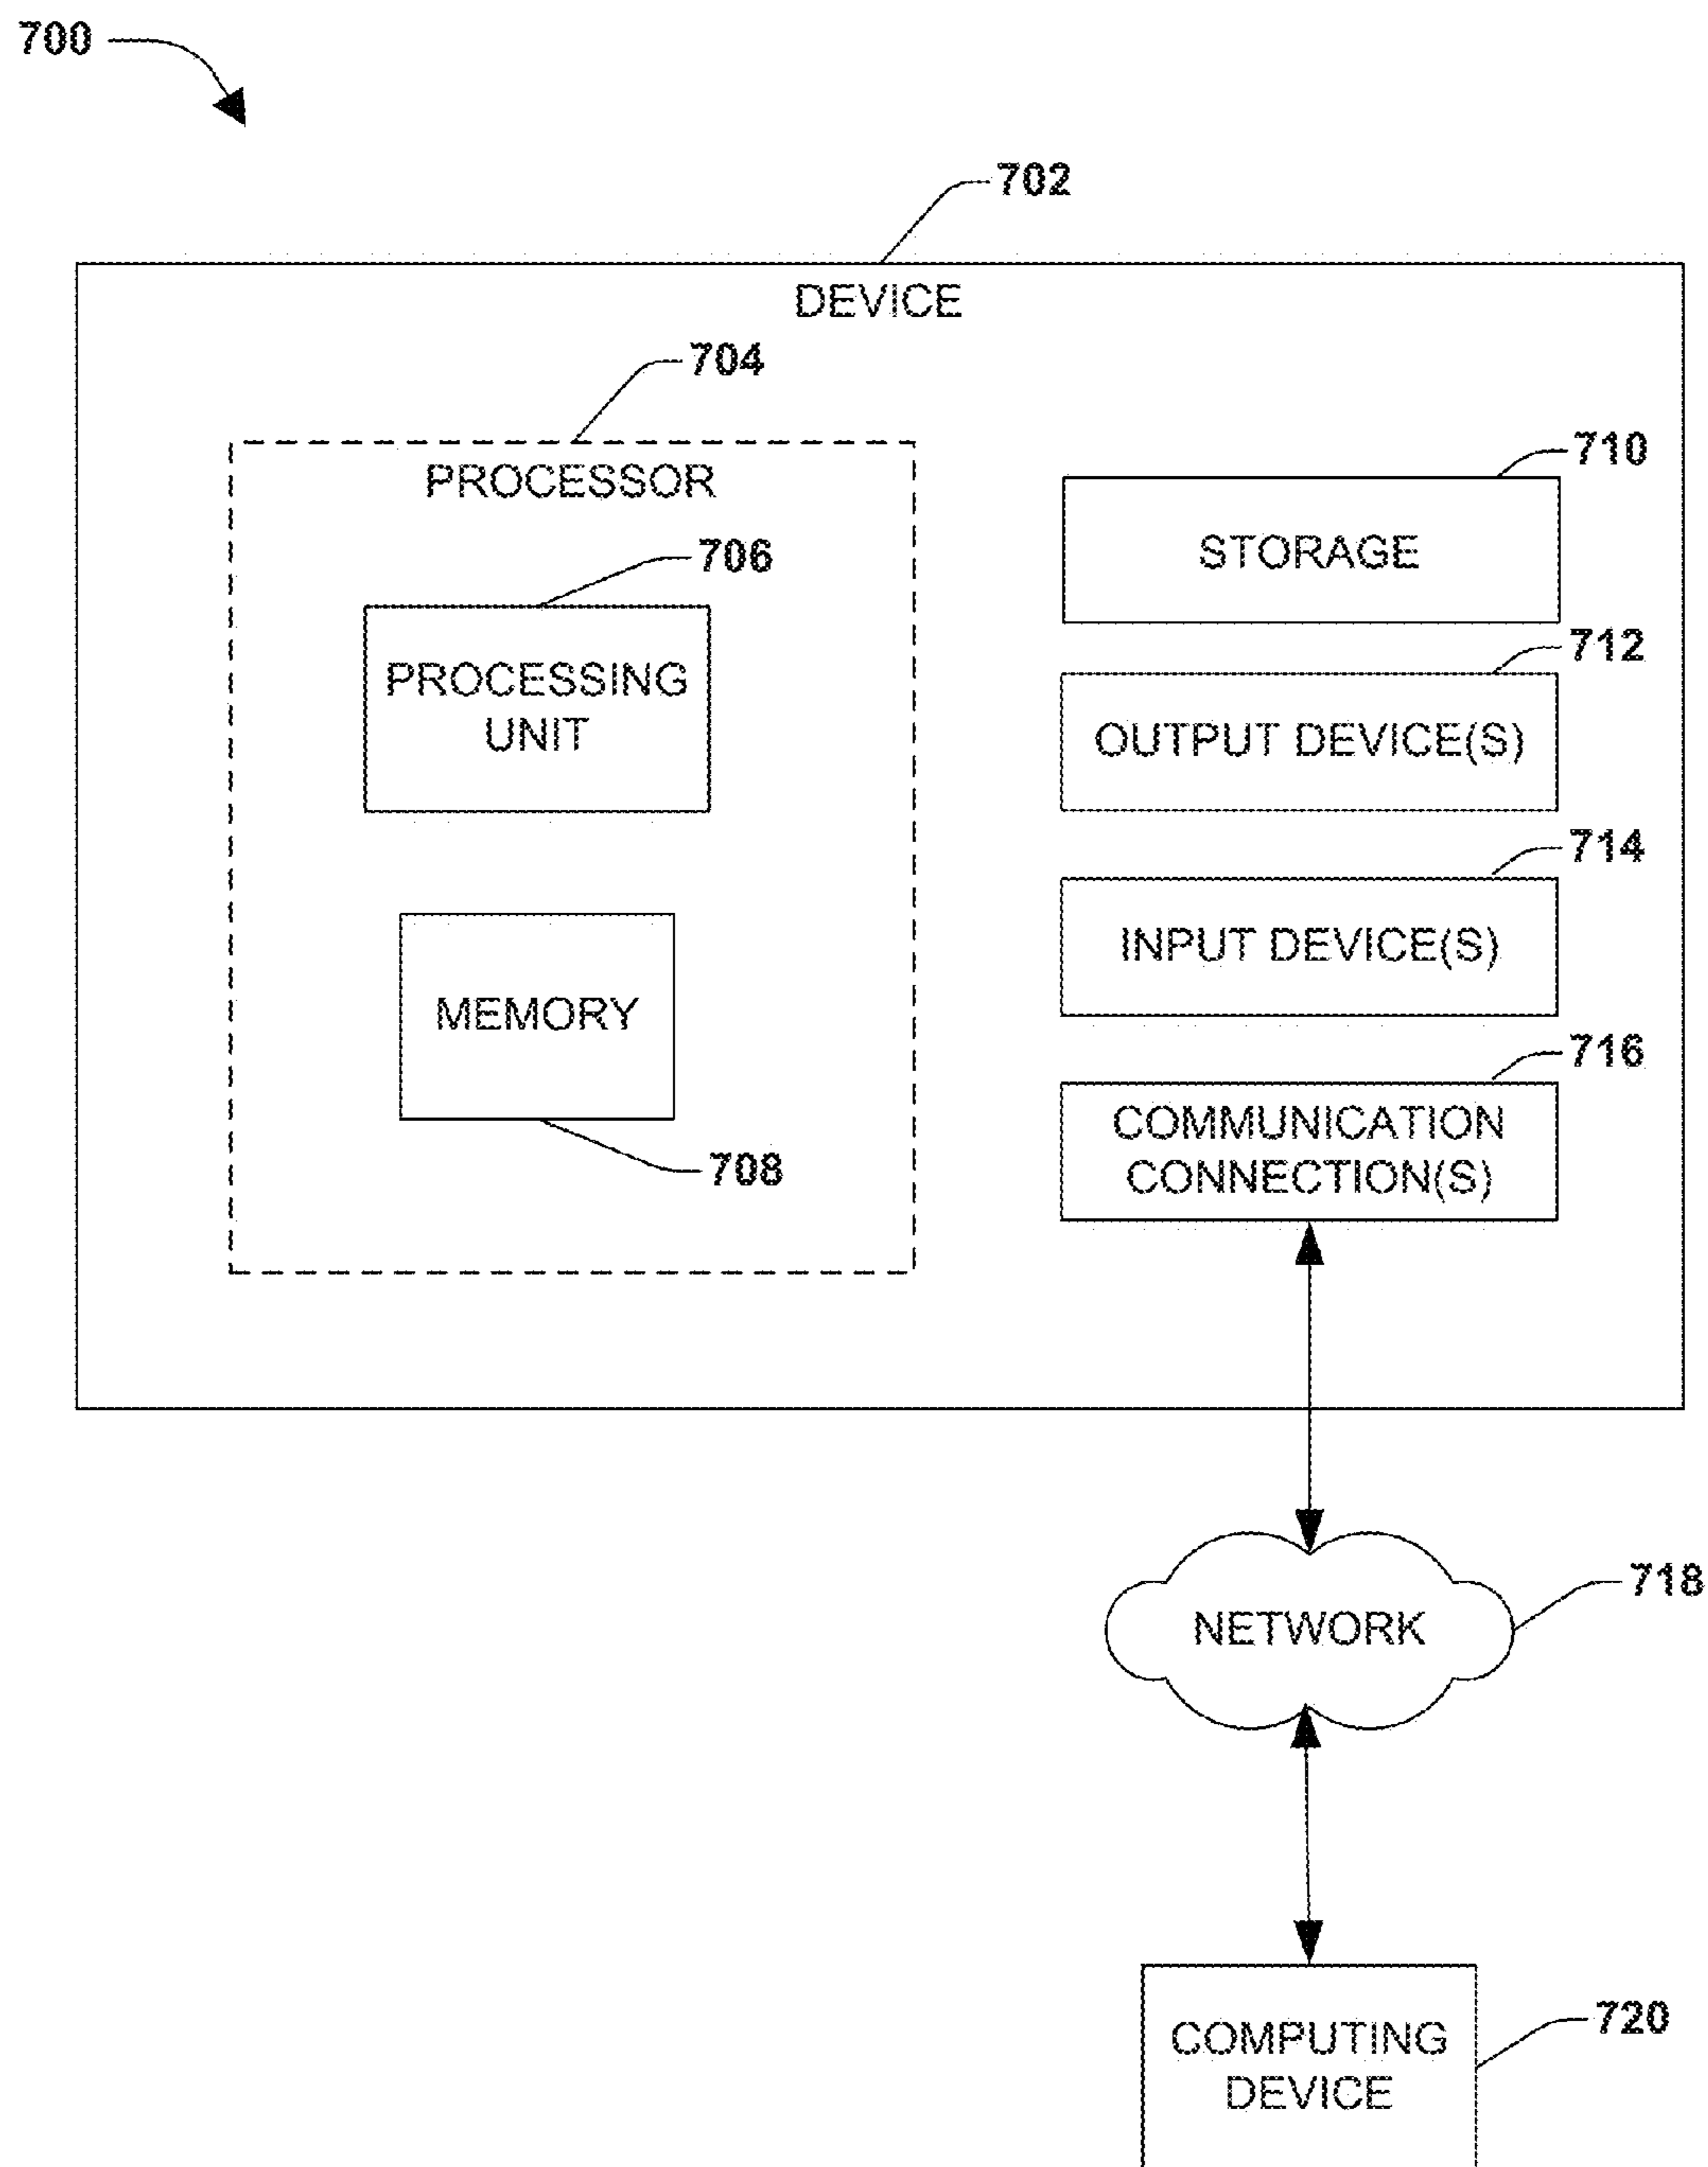 700
702
DEVICE
704
PROCESSOR
706
PROCESSING
UNIT
MEMORY
708
710
STORAGE
712
OUTPUT DEVICE(S)
714
INPUT DEVICE(S)
716
COMMUNICATION
CONNECTION(S)
718
NETWORK
720
COMPUTING
DEVICE